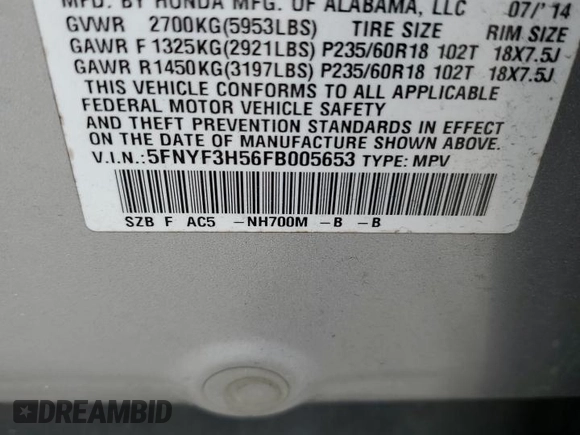 MFD. BY HONDA MFG. OF ALABAMA, LLC 07/'14
GVWR 2700KG(5953LBS) TIRE SIZE RIM SIZE
GAWR F 1325KG(2921LBS) P235/60R18 102T 18X7.5J
GAWR R1450KG(3197LBS) P235/60R18 102T 18X7.5J
THIS VEHICLE CONFORMS TO ALL APPLICABLE
FEDERAL MOTOR VEHICLE SAFETY
AND THEFT PREVENTION STANDARDS IN EFFECT
ON THE DATE OF MANUFACTURE SHOWN ABOVE.
V.I.N.:5FNYF3H56FB005653 TYPE: MPV
SZB F AC5 -NH700M -B -B
DREAMBID